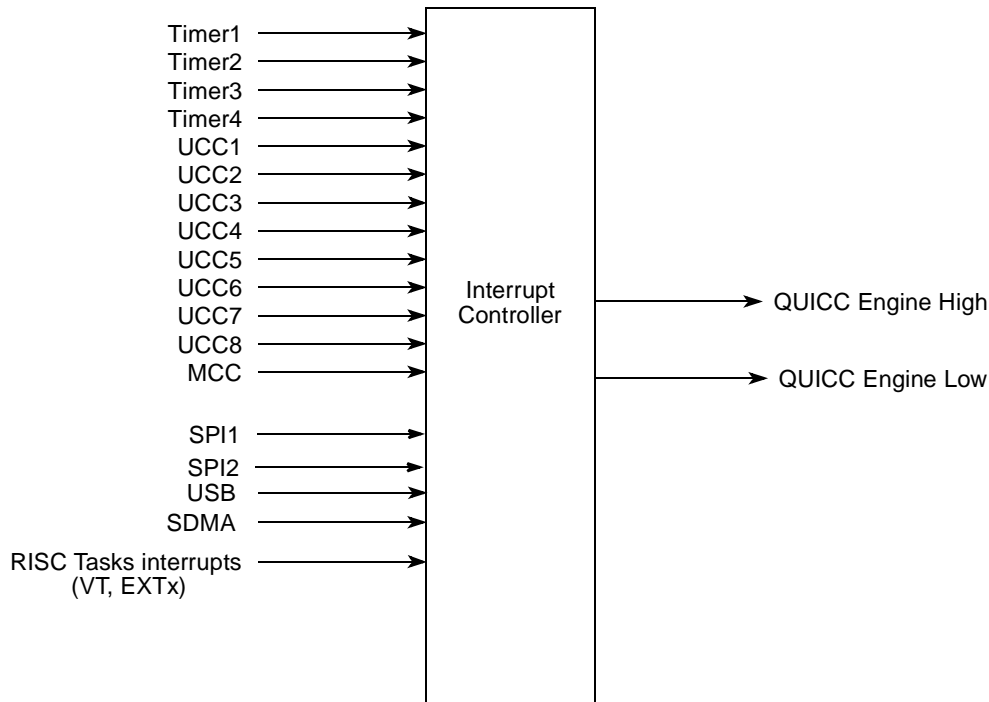 Timer1
Timer2
Timer3
Timer4
UCC1
UCC2
UCC3
UCC4
UCC5
UCC6
UCC7
UCC8
MCC
SPI1
SPI2
USB
SDMA
RISC Tasks interrupts
(VT, EXTx)
Interrupt
Controller
QUICC Engine High
QUICC Engine Low